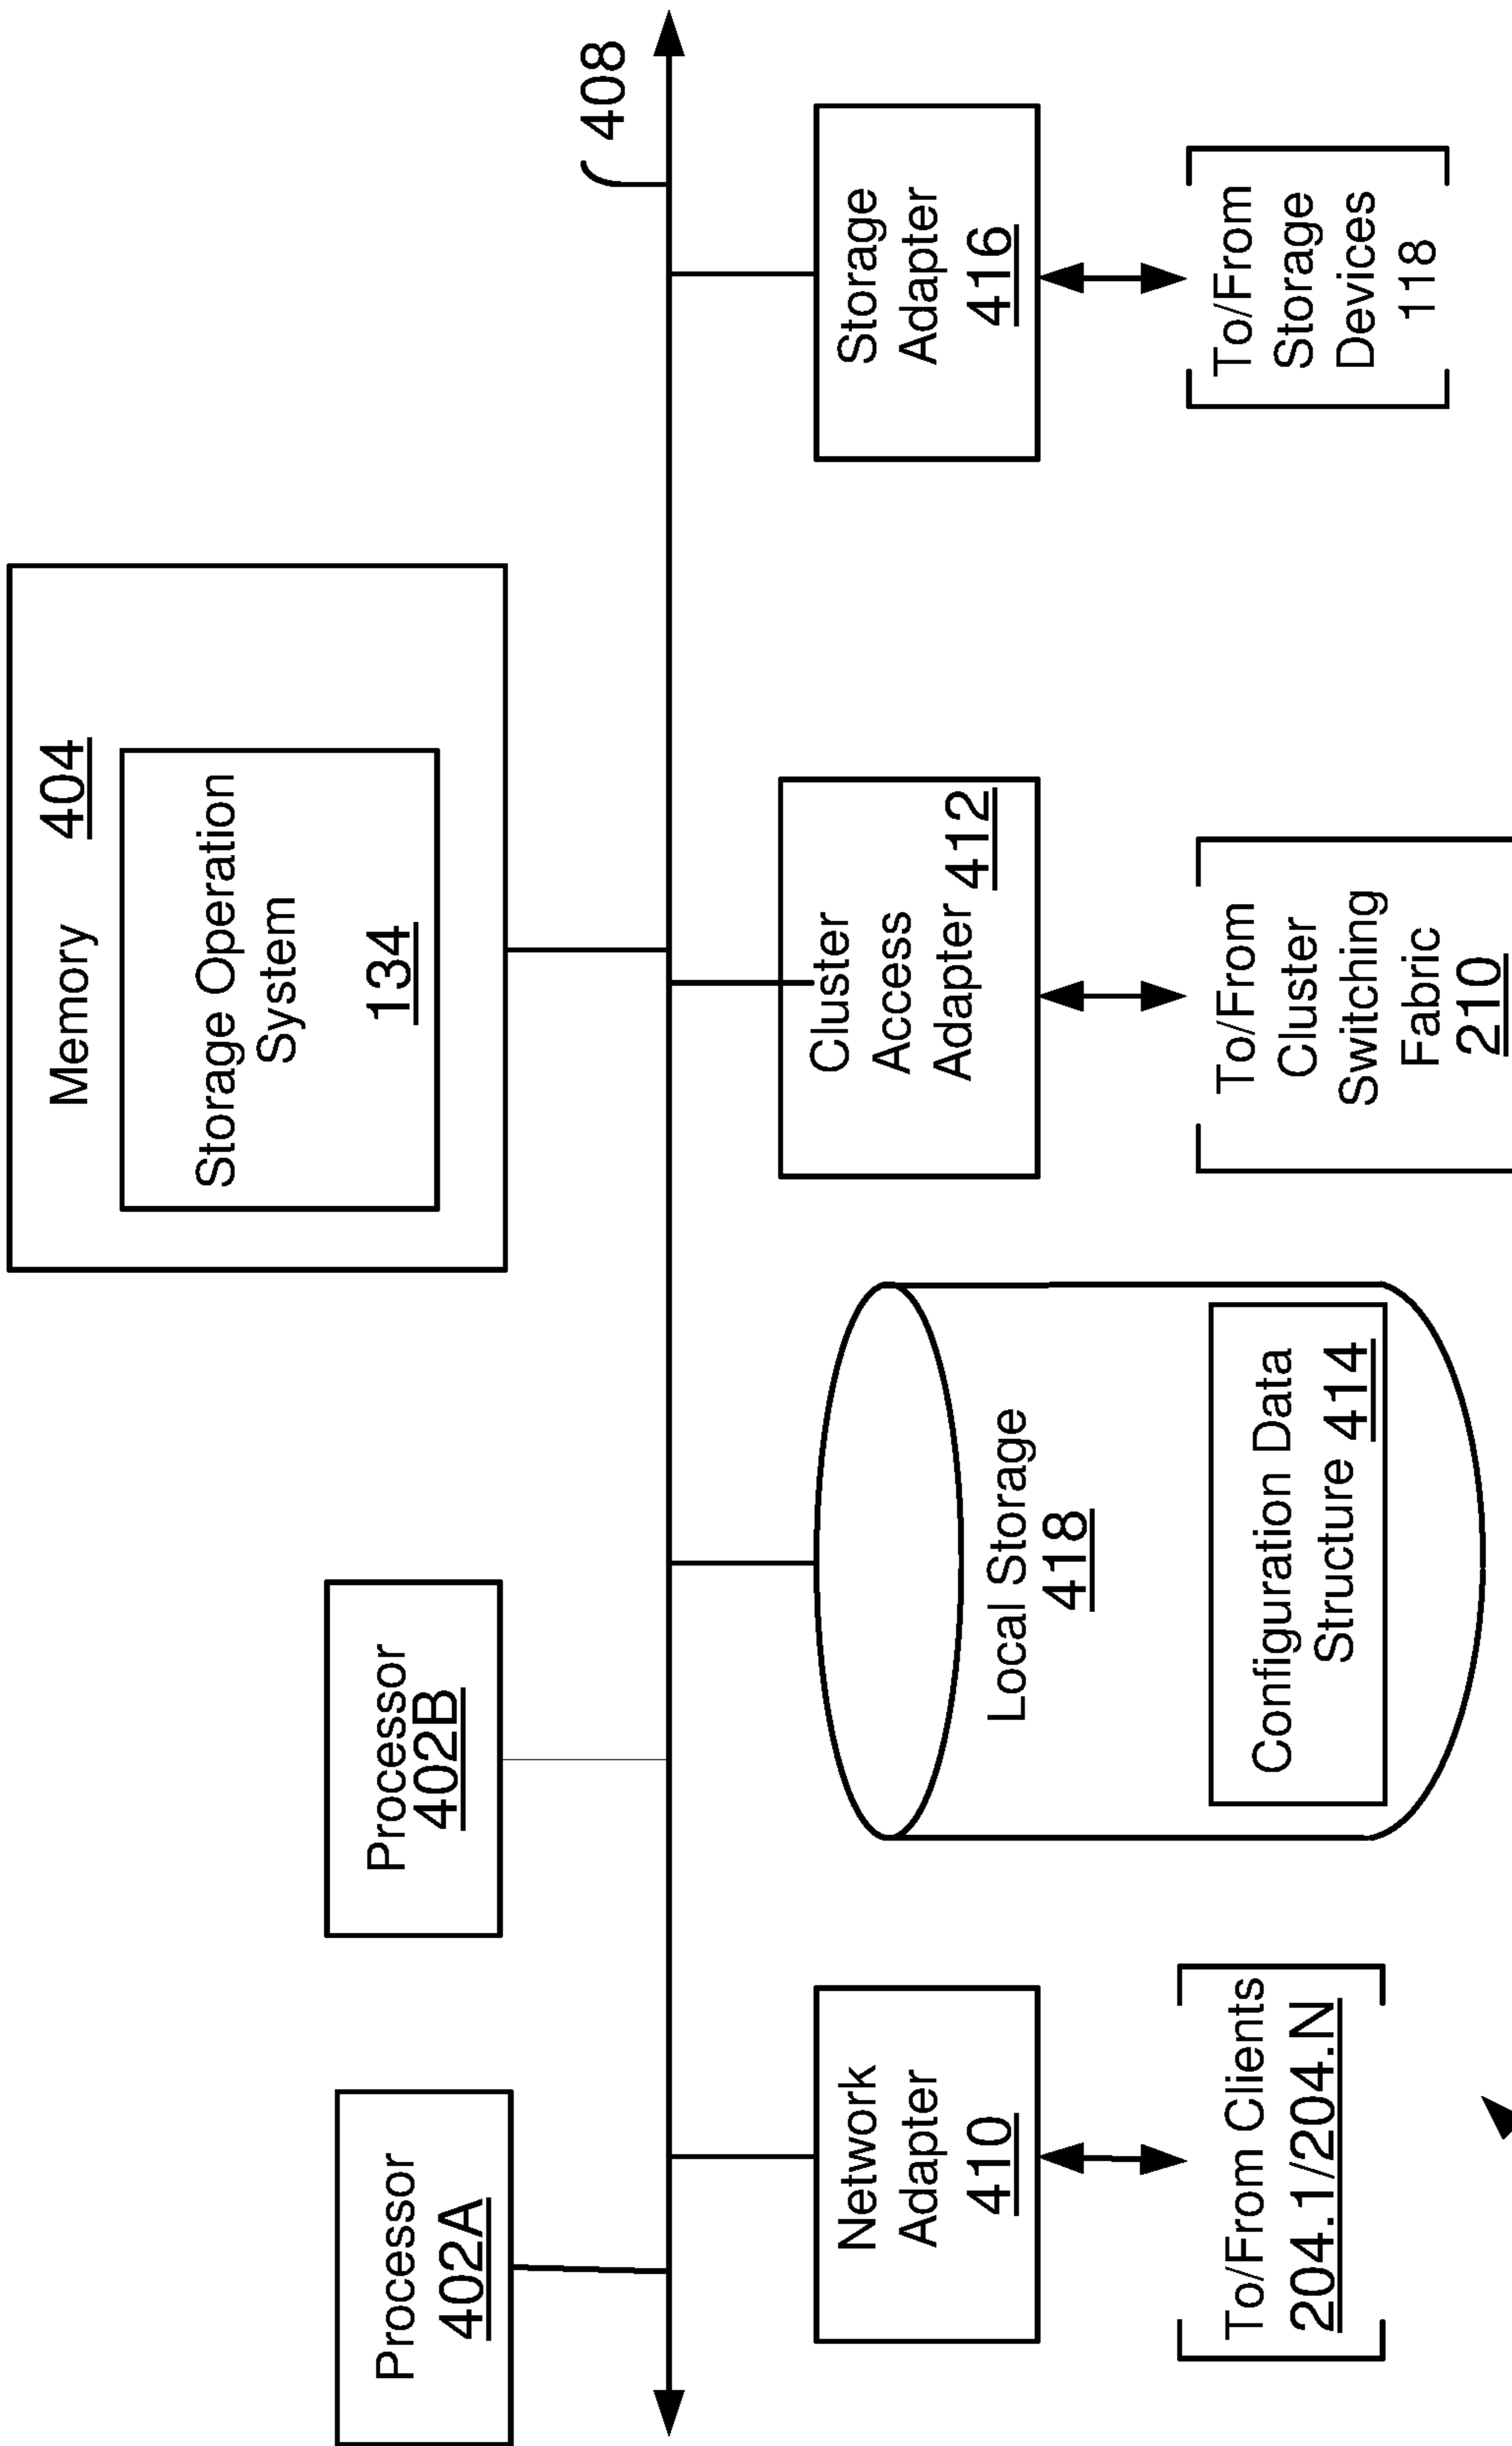 Processor
402A
Processor
402B
Memory 404
Storage Operation
System
134
408
Network
Adapter
410
Local Storage
418
Configuration Data
Structure 414
Cluster
Access
Adapter 412
Storage
Adapter
416
To/From Clients
204.1/204.N
To/From
Cluster
Switching
Fabric
210
To/From
Storage
Devices
118